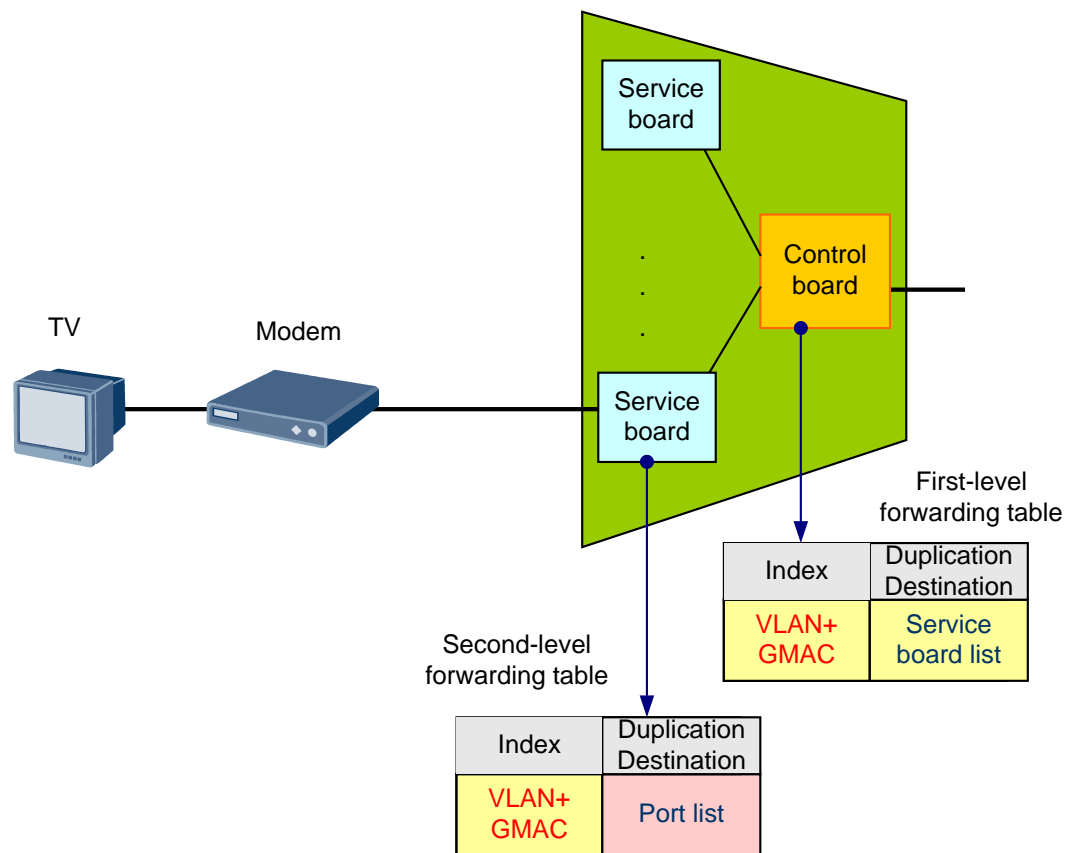 Service
board
Control
board
TV
Modem
Service
board
First-level
forwarding table
Index
Duplication
Destination
VLAN+
GMAC
Service
board list
Second-level
forwarding table
Index
Duplication
Destination
VLAN+
GMAC
Port list